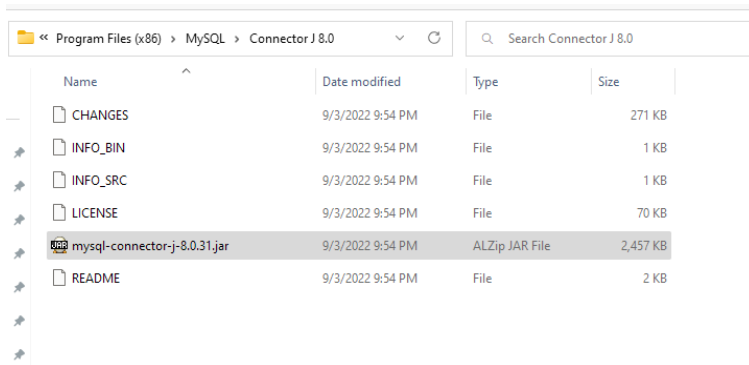 « Program Files (x86) > MySQL > Connector J 8.0 Search Connector J 8.0
Name Date modified Type Size
CHANGES 9/3/2022 9:54 PM File 271 KB
INFO_BIN 9/3/2022 9:54 PM File 1 KB
INFO_SRC 9/3/2022 9:54 PM File 1 KB
LICENSE 9/3/2022 9:54 PM File 70 KB
JAR mysql-connector-j-8.0.31.jar 9/3/2022 9:54 PM ALZip JAR File 2,457 KB
README 9/3/2022 9:54 PM File 2 KB